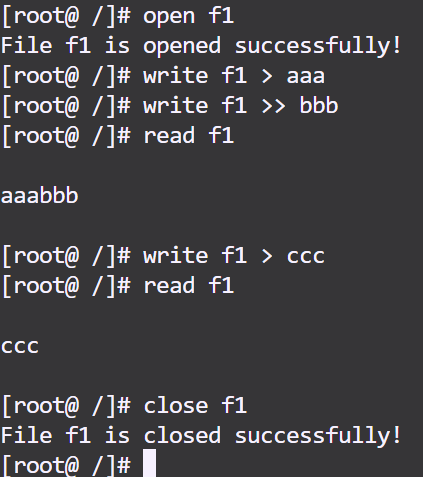 [root@ /]# open f1
File f1 is opened successfully!
[root@ /]# write f1 > aaa
[root@ /]# write f1 >> bbb
[root@ /]# read f1
aaabbb
[root@ /]# write f1 > ccc
[root@ /]# read f1
ccc
[root@ /]# close f1
File f1 is closed successfully!
[root@ /]#